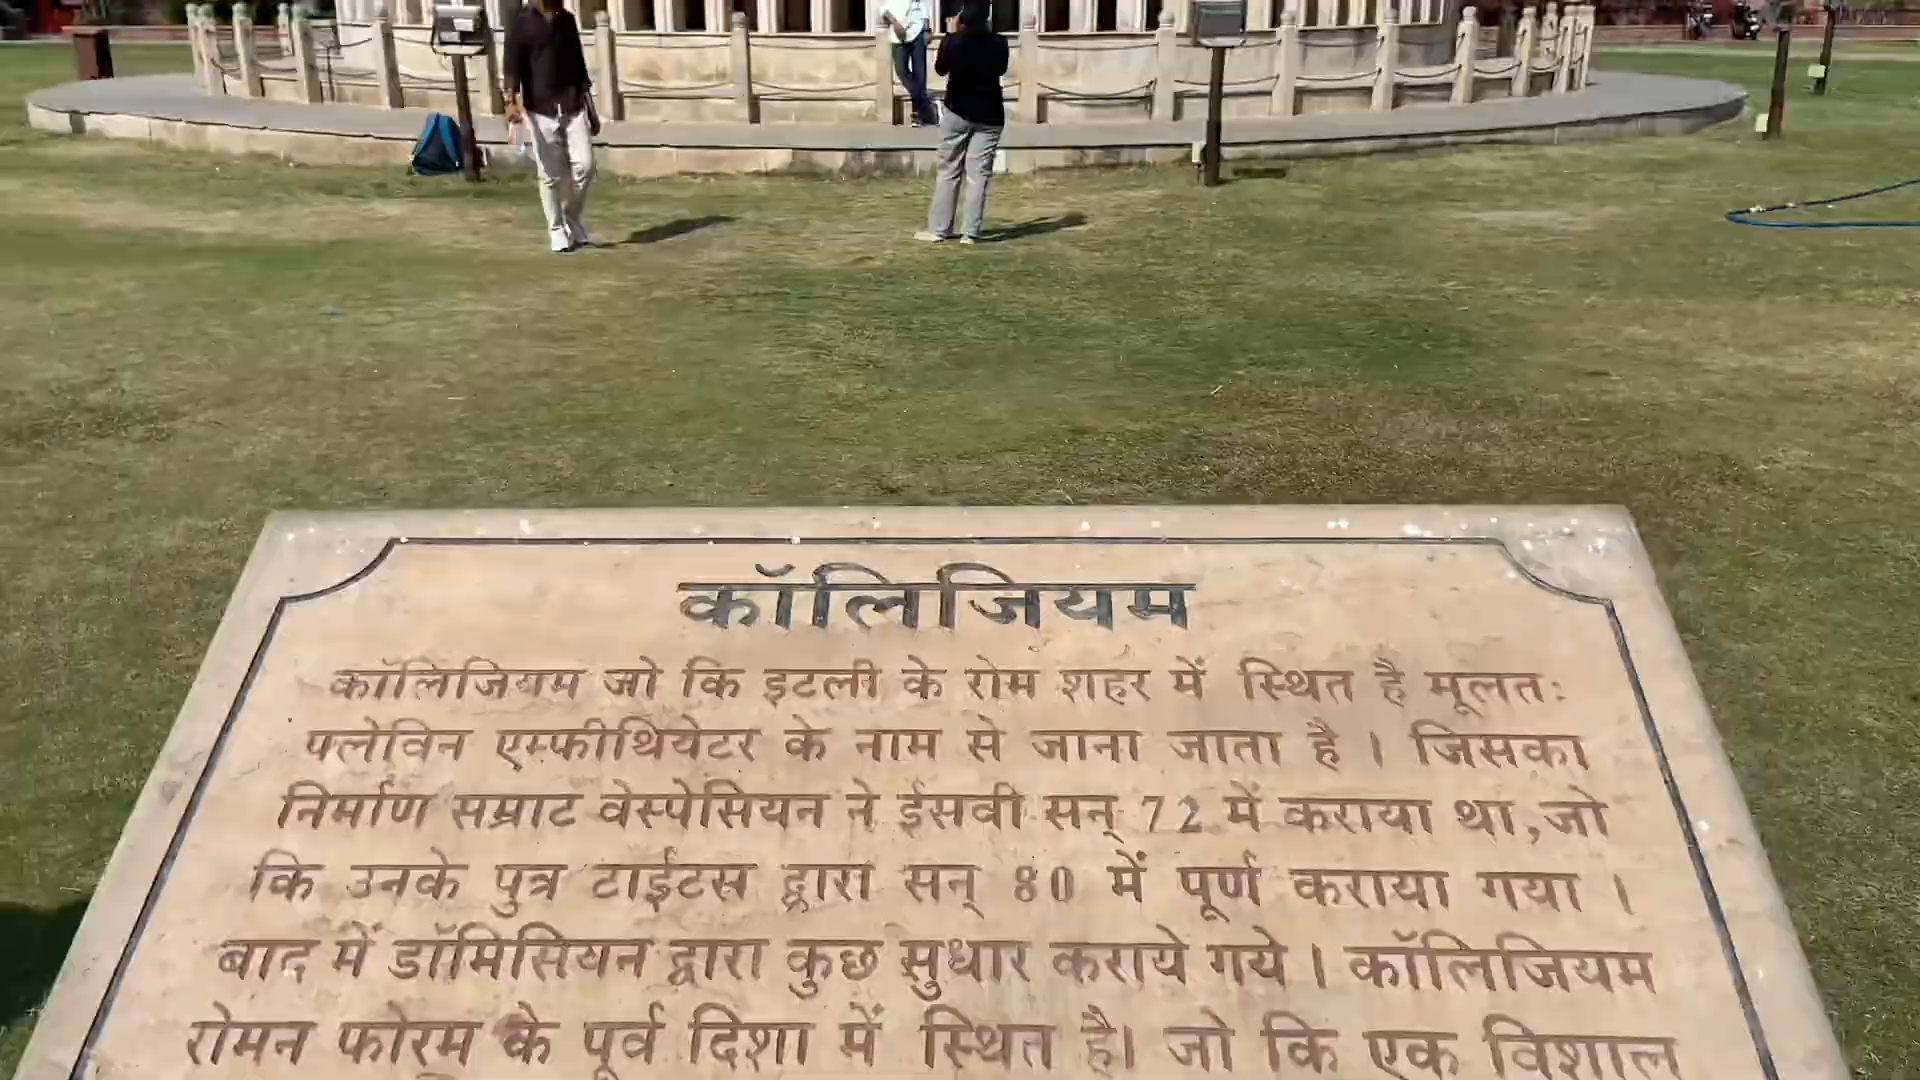 कॉलिजियम
कॉलिजियम जो कि इटली के रोम शहर में स्थित है मूलतः
फ्लेविन एम्फीथियेटर के नाम से जाना जाता है । जिसका
निर्माण सम्राट वेस्पेसियन ने ईसवी सन् 72 में कराया था,जो
कि उनके पुत्र टाईटस द्वारा सन् 80 में पूर्ण कराया गया ।
बाद में डॉमिसियन द्वारा कुछ सुधार कराये गये । कॉलिजियम
रोमन फोरम के पूर्व दिशा में स्थित है। जो कि एक विशाल